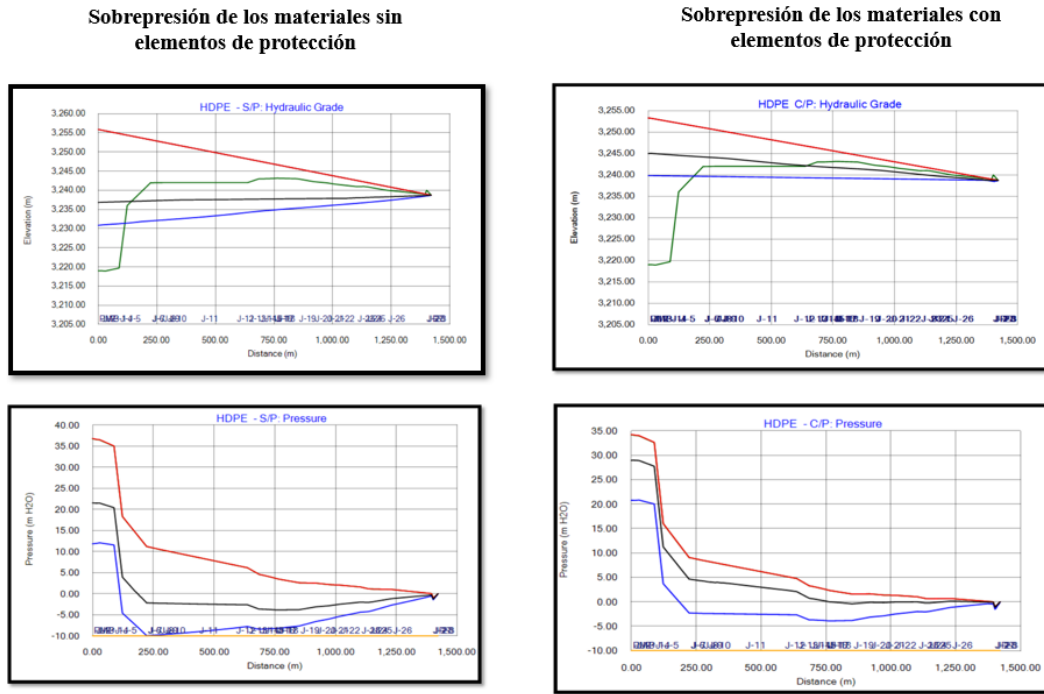 Sobrepresión de los materiales sin
elementos de protección
Sobrepresión de los materiales con
elementos de protección
HDPE - S/P: Hydraulic Grade
3,260.00
3,255.00
3,250.00
3,245.00
3,240.00
3,235.00
3,230.00
3,225.00
3,220.00
3,215.00
3,210.00
3,205.00
Elevation (m)
J-11 J-19 J-26
0.00 250.00 500.00 750.00 1,000.00 1,250.00 1,500.00
Distance (m)
HDPE C/P: Hydraulic Grade
3,255.00
3,250.00
3,245.00
3,240.00
3,235.00
3,230.00
3,225.00
3,220.00
3,215.00
3,210.00
3,205.00
Elevation (m)
J-11 J-19 J-26
0.00 250.00 500.00 750.00 1,000.00 1,250.00 1,500.00
Distance (m)
HDPE - S/P: Pressure
40.00
35.00
30.00
25.00
20.00
15.00
10.00
5.00
0.00
-5.00
-10.00
Pressure (m H2O)
J-11 J-19 J-26
0.00 250.00 500.00 750.00 1,000.00 1,250.00 1,500.00
Distance (m)
HDPE - C/P: Pressure
35.00
30.00
25.00
20.00
15.00
10.00
5.00
0.00
-5.00
-10.00
Pressure (m H2O)
J-11 J-19 J-26
0.00 250.00 500.00 750.00 1,000.00 1,250.00 1,500.00
Distance (m)